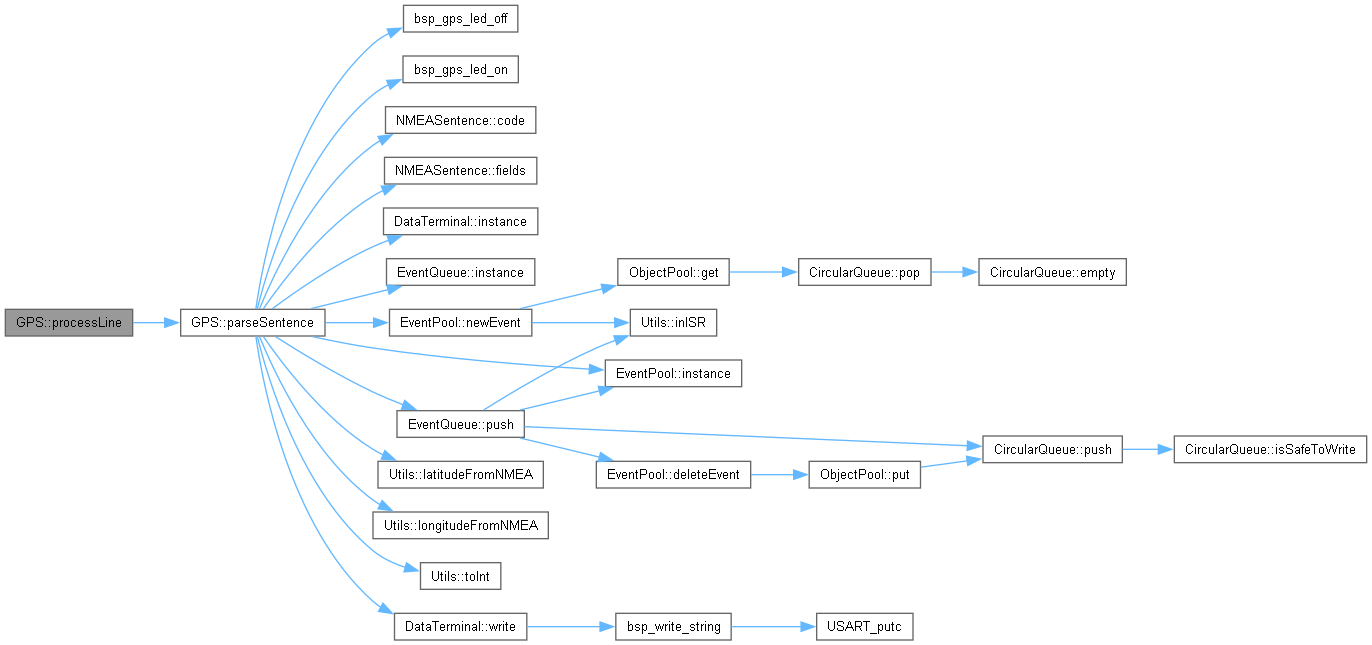 bsp_gps_led_off
bsp_gps_led_on
NMEASentence::code
NMEASentence::fields
DataTerminal::instance
EventQueue::instance
ObjectPool::get
CircularQueue::pop
CircularQueue::empty
GPS::processLine
GPS::parseSentence
EventPool::newEvent
Utils::inISR
EventPool::instance
EventQueue::push
CircularQueue::push
CircularQueue::isSafeToWrite
Utils::latitudeFromNMEA
EventPool::deleteEvent
ObjectPool::put
Utils::longitudeFromNMEA
Utils::toInt
DataTerminal::write
bsp_write_string
USART_putc